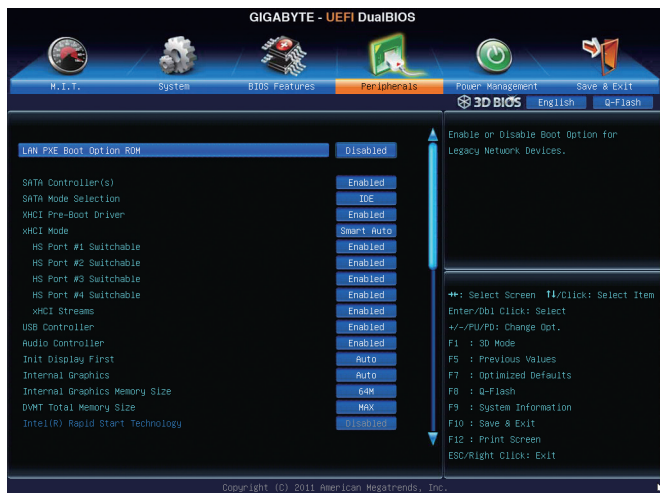 GIGABYTE - UEFI DualBIOS
M.I.T. System BIOS Features Peripherals Power Management Save & Exit
3D BIOS English Q-Flash
LAN PXE Boot Option ROM Disabled
SATA Controller(s) Enabled
SATA Mode Selection IDE
XHCI Pre-Boot Driver Enabled
xHCI Mode Smart Auto
HS Port #1 Switchable Enabled
HS Port #2 Switchable Enabled
HS Port #3 Switchable Enabled
HS Port #4 Switchable Enabled
xHCI Streams Enabled
USB Controller Enabled
Audio Controller Enabled
Init Display First Auto
Internal Graphics Auto
Internal Graphics Memory Size 64M
DVMT Total Memory Size MAX
Intel(R) Rapid Start Technology Disabled
Enable or Disable Boot Option for
Legacy Network Devices.
→←: Select Screen ↑↓/Click: Select Item
Enter/Dbl Click: Select
+/-/PU/PD: Change Opt.
F1 : 3D Mode
F5 : Previous Values
F7 : Optimized Defaults
F8 : Q-Flash
F9 : System Information
F10 : Save & Exit
F12 : Print Screen
ESC/Right Click: Exit
Copyright (C) 2011 American Megatrends, Inc.